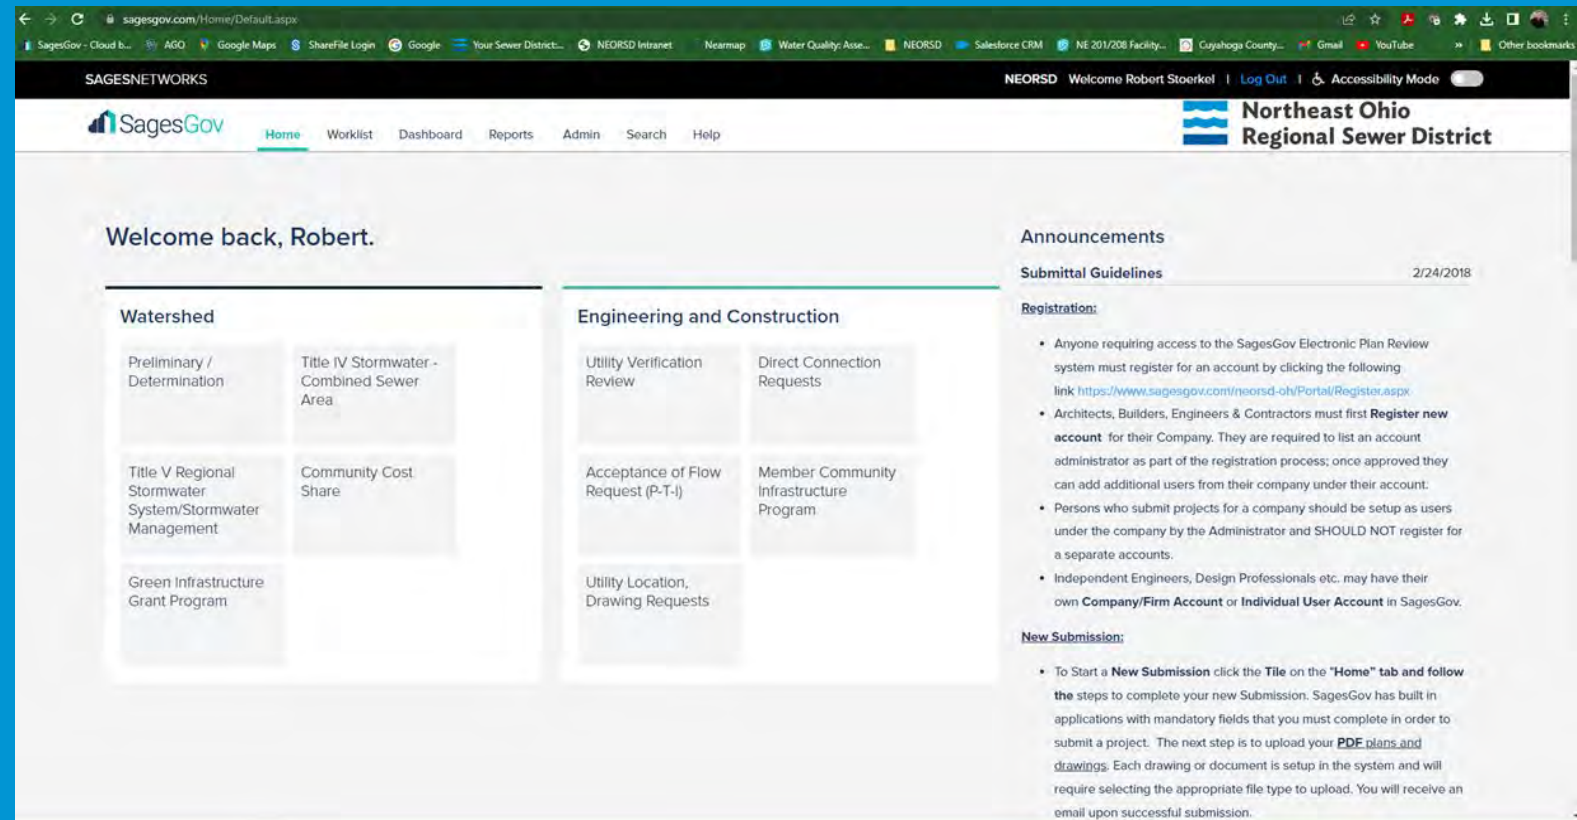 sagesgov.com/Home/Default.aspx
SagesGov - Cloud b...
AGO
Google Maps
ShareFile Login
Google
Your Sewer District:...
NEORSD Intranet
Nearmap
Water Quality: Asse...
NEORSD
Salesforce CRM
NE 201/208 Facility...
Cuyahoga County,...
Gmail
YouTube
»
Other bookmarks
SAGESNETWORKS
NEORSD Welcome Robert Stoerkel | Log Out | Accessibility Mode
SagesGov
Home
Worklist
Dashboard
Reports
Admin
Search
Help
Northeast Ohio
Regional Sewer District
Welcome back, Robert.
Watershed
Preliminary /
Determination
Title IV Stormwater -
Combined Sewer
Area
Title V Regional
Stormwater
System/Stormwater
Management
Community Cost
Share
Green Infrastructure
Grant Program
Engineering and Construction
Utility Verification
Review
Direct Connection
Requests
Acceptance of Flow
Request (P-T-I)
Member Community
Infrastructure
Program
Utility Location,
Drawing Requests
Announcements
Submittal Guidelines 2/24/2018
Registration:
• Anyone requiring access to the SagesGov Electronic Plan Review
system must register for an account by clicking the following
link https://www.sagesgov.com/neorsd-oh/Portal/Register.aspx
• Architects, Builders, Engineers & Contractors must first Register new
account for their Company. They are required to list an account
administrator as part of the registration process; once approved they
can add additional users from their company under their account.
• Persons who submit projects for a company should be setup as users
under the company by the Administrator and SHOULD NOT register for
a separate accounts.
• Independent Engineers, Design Professionals etc. may have their
own Company/Firm Account or Individual User Account in SagesGov.
New Submission:
• To Start a New Submission click the Tile on the "Home" tab and follow
the steps to complete your new Submission. SagesGov has built in
applications with mandatory fields that you must complete in order to
submit a project. The next step is to upload your PDF plans and
drawings. Each drawing or document is setup in the system and will
require selecting the appropriate file type to upload. You will receive an
email upon successful submission.